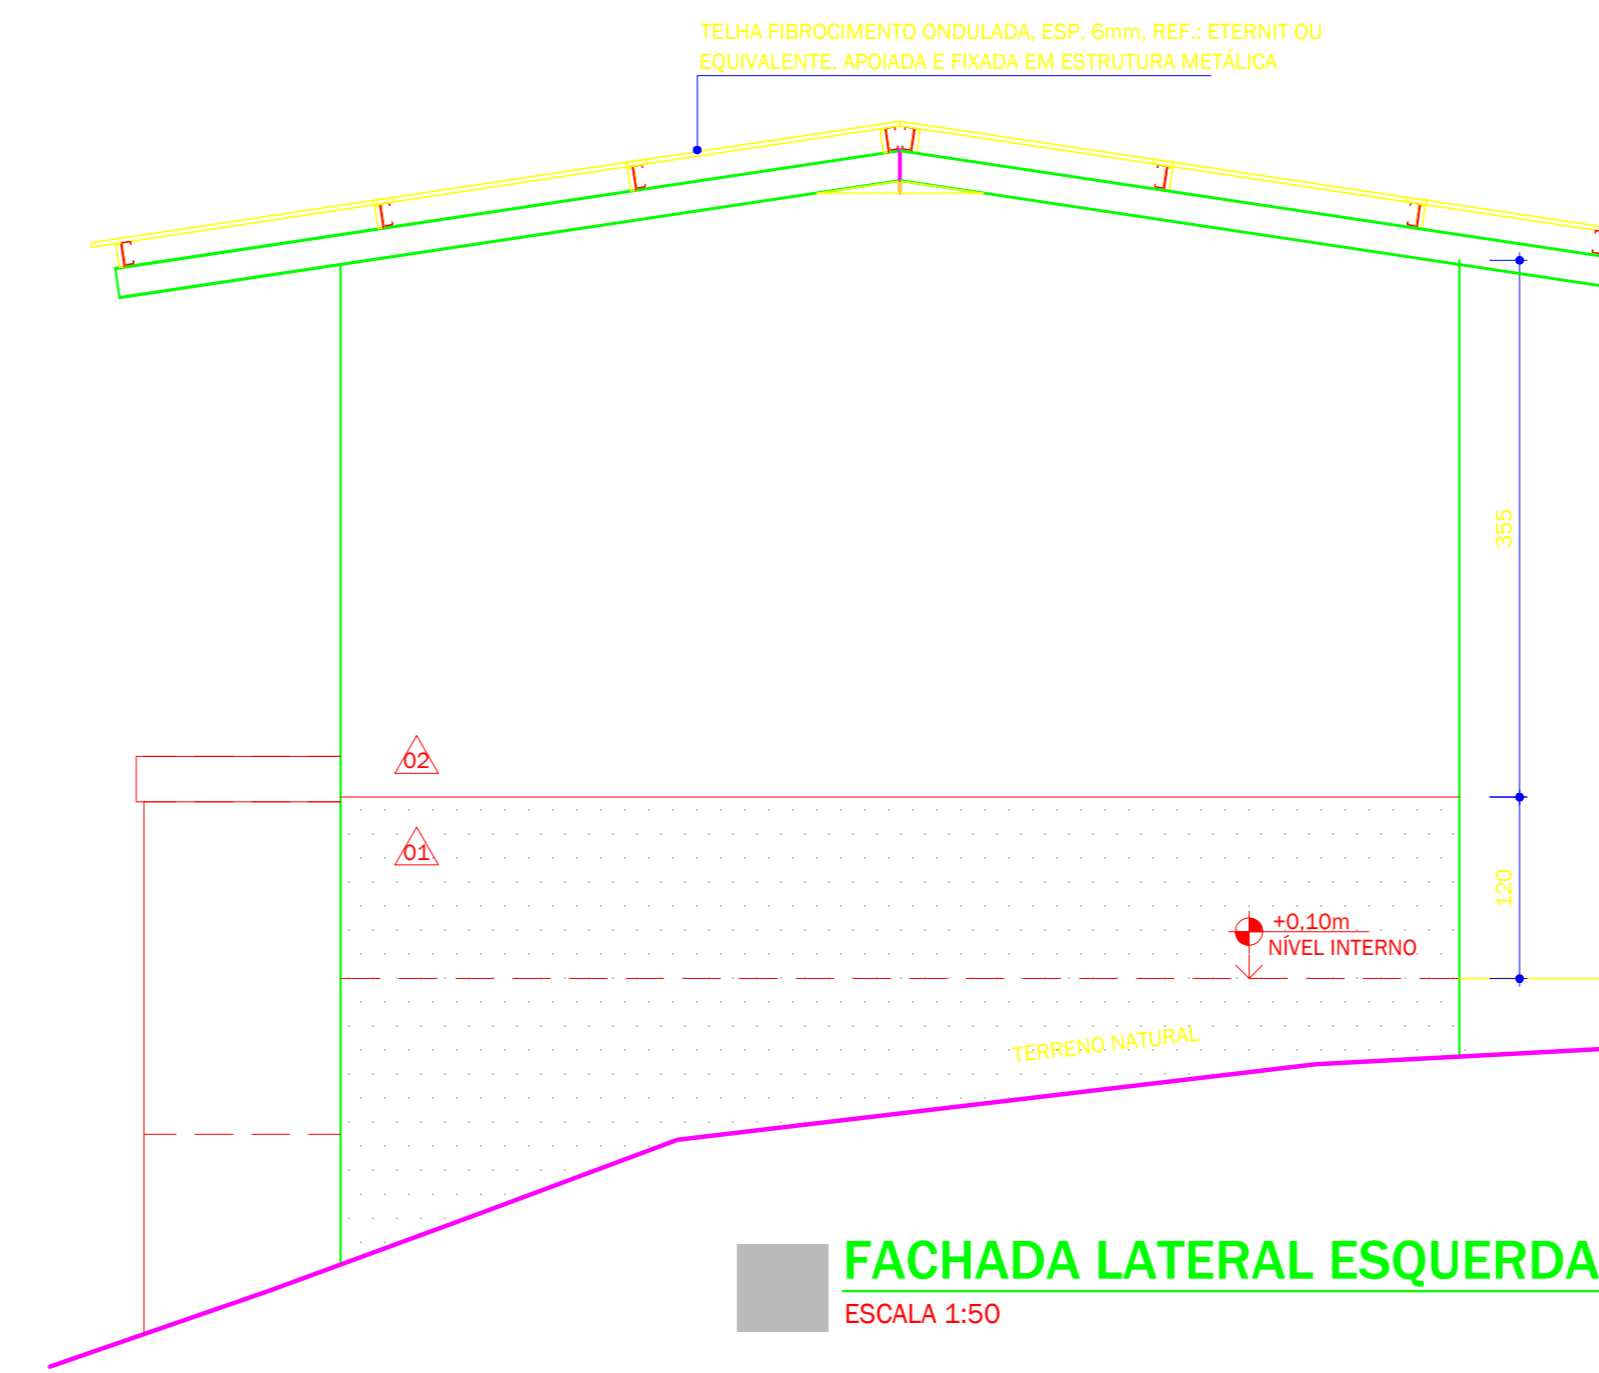 TELHA FIBROCIMENTO ONDULADA, ESP. 6mm, REF.: ETERNIT OU
EQUIVALENTE. APOIADA E FIXADA EM ESTRUTURA METÁLICA
355
02
01
120
+0,10m
NÍVEL INTERNO
TERRENO NATURAL
FACHADA LATERAL ESQUERDA
ESCALA 1:50